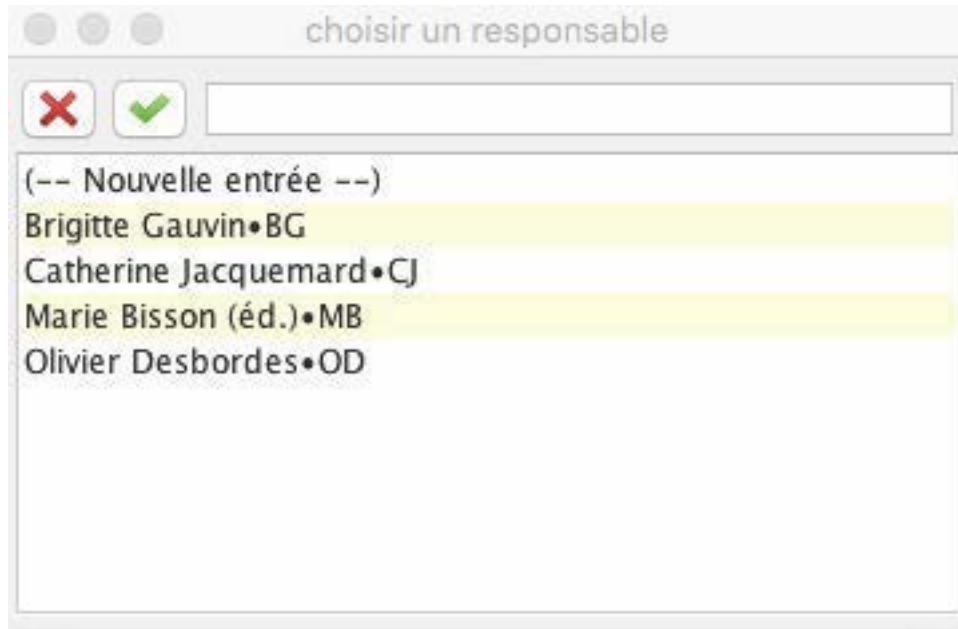 choisir un responsable
(-- Nouvelle entrée --)
Brigitte Gauvin•BG
Catherine Jacquemard•CJ
Marie Bisson (éd.)•MB
Olivier Desbordes•OD